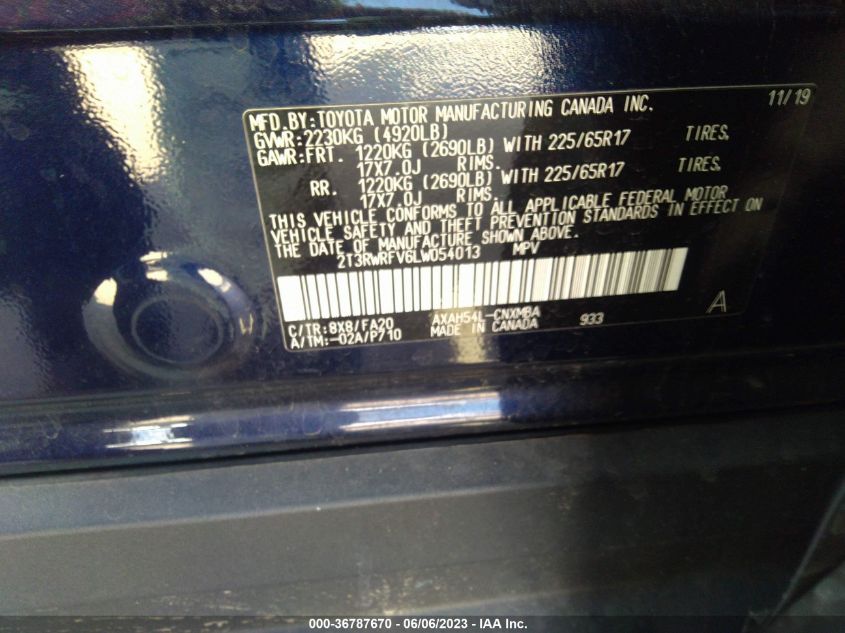 MFD.BY:TOYOTA MOTOR MANUFACTURING CANADA INC. 11/19
GVWR:2230KG (4920LB)
GAWR:FRT. 1220KG (2690LB) WITH 225/65R17 TIRES,
17X7.0J RIMS.
RR. 1220KG (2690LB) WITH 225/65R17 TIRES,
17X7.0J RIMS.
THIS VEHICLE CONFORMS TO ALL APPLICABLE FEDERAL MOTOR
VEHICLE SAFETY AND THEFT PREVENTION STANDARDS IN EFFECT ON
THE DATE OF MANUFACTURE SHOWN ABOVE.
2T3RWRFV6LW054013 MPV
C/TR:8X8/FA20 AXAH54L-CNXMBA A
A/TM:-02A/P710 MADE IN CANADA 933
000-36787670 - 06/06/2023 - IAA Inc.